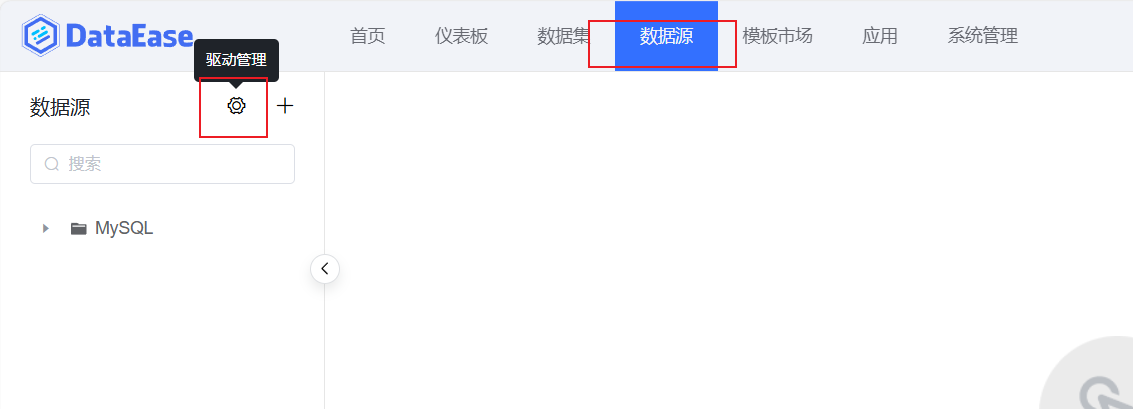 DataEase
首页 仪表板 数据集 数据源 模板市场 应用 系统管理
驱动管理
数据源
搜索
MySQL